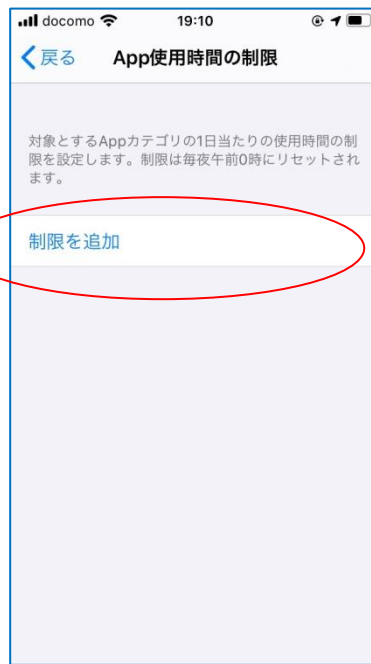 docomo 19:10
戻る App使用時間の制限
対象とするAppカテゴリの1日当たりの使用時間の制
限を設定します。制限は毎夜午前0時にリセットされ
ます。
制限を追加